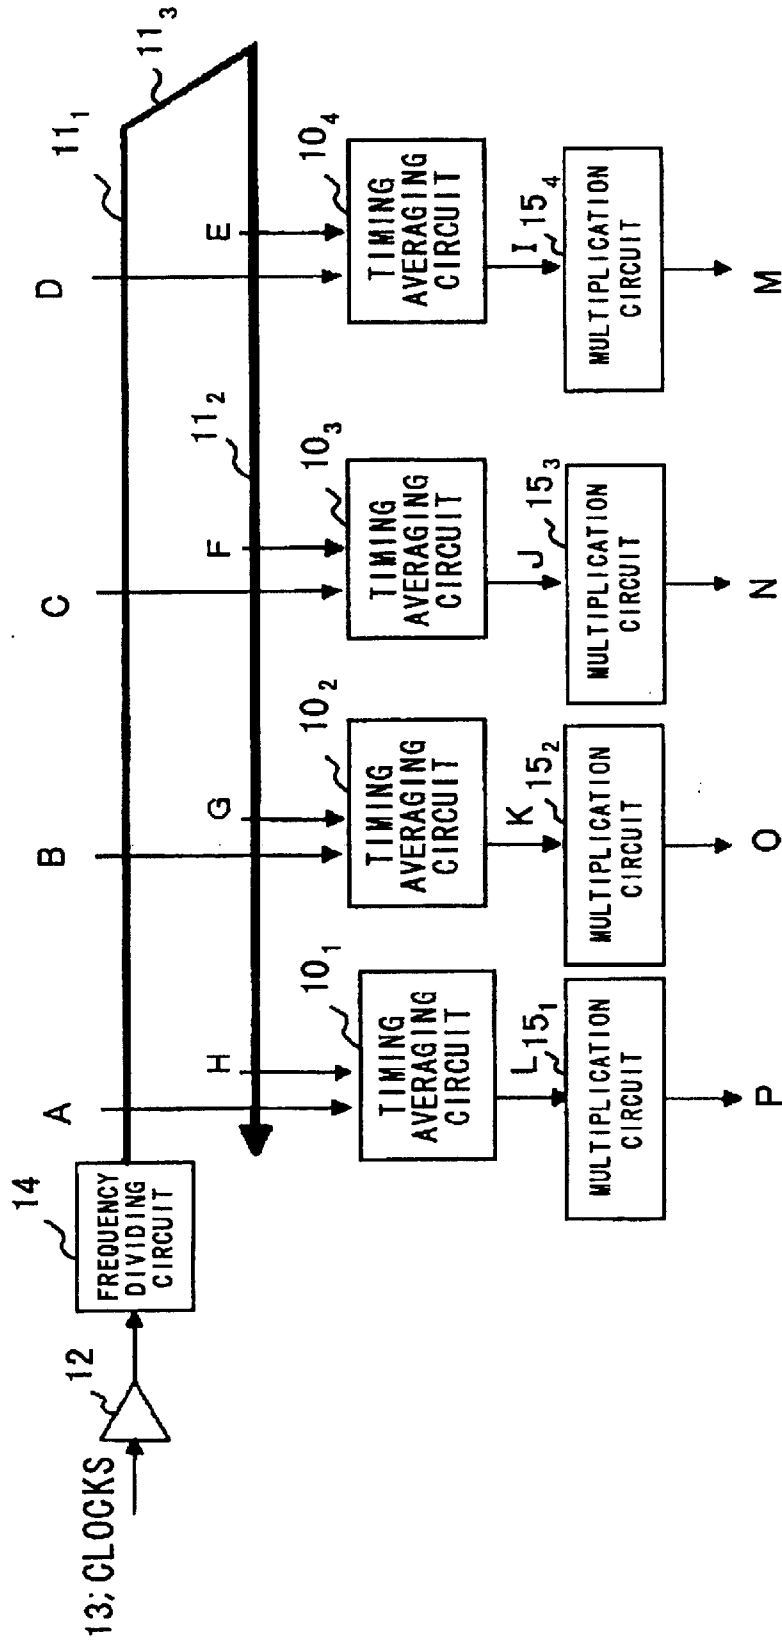 13; CLOCKS
12
14
FREQUENCY
DIVIDING
CIRCUIT
11₁
11₃
11₂
A
B
C
D
H
G
F
E
10₁
TIMING
AVERAGING
CIRCUIT
10₂
TIMING
AVERAGING
CIRCUIT
10₃
TIMING
AVERAGING
CIRCUIT
10₄
TIMING
AVERAGING
CIRCUIT
L 15₁
MULTIPLICATION
CIRCUIT
K 15₂
MULTIPLICATION
CIRCUIT
J 15₃
MULTIPLICATION
CIRCUIT
I 15₄
MULTIPLICATION
CIRCUIT
P
O
N
M